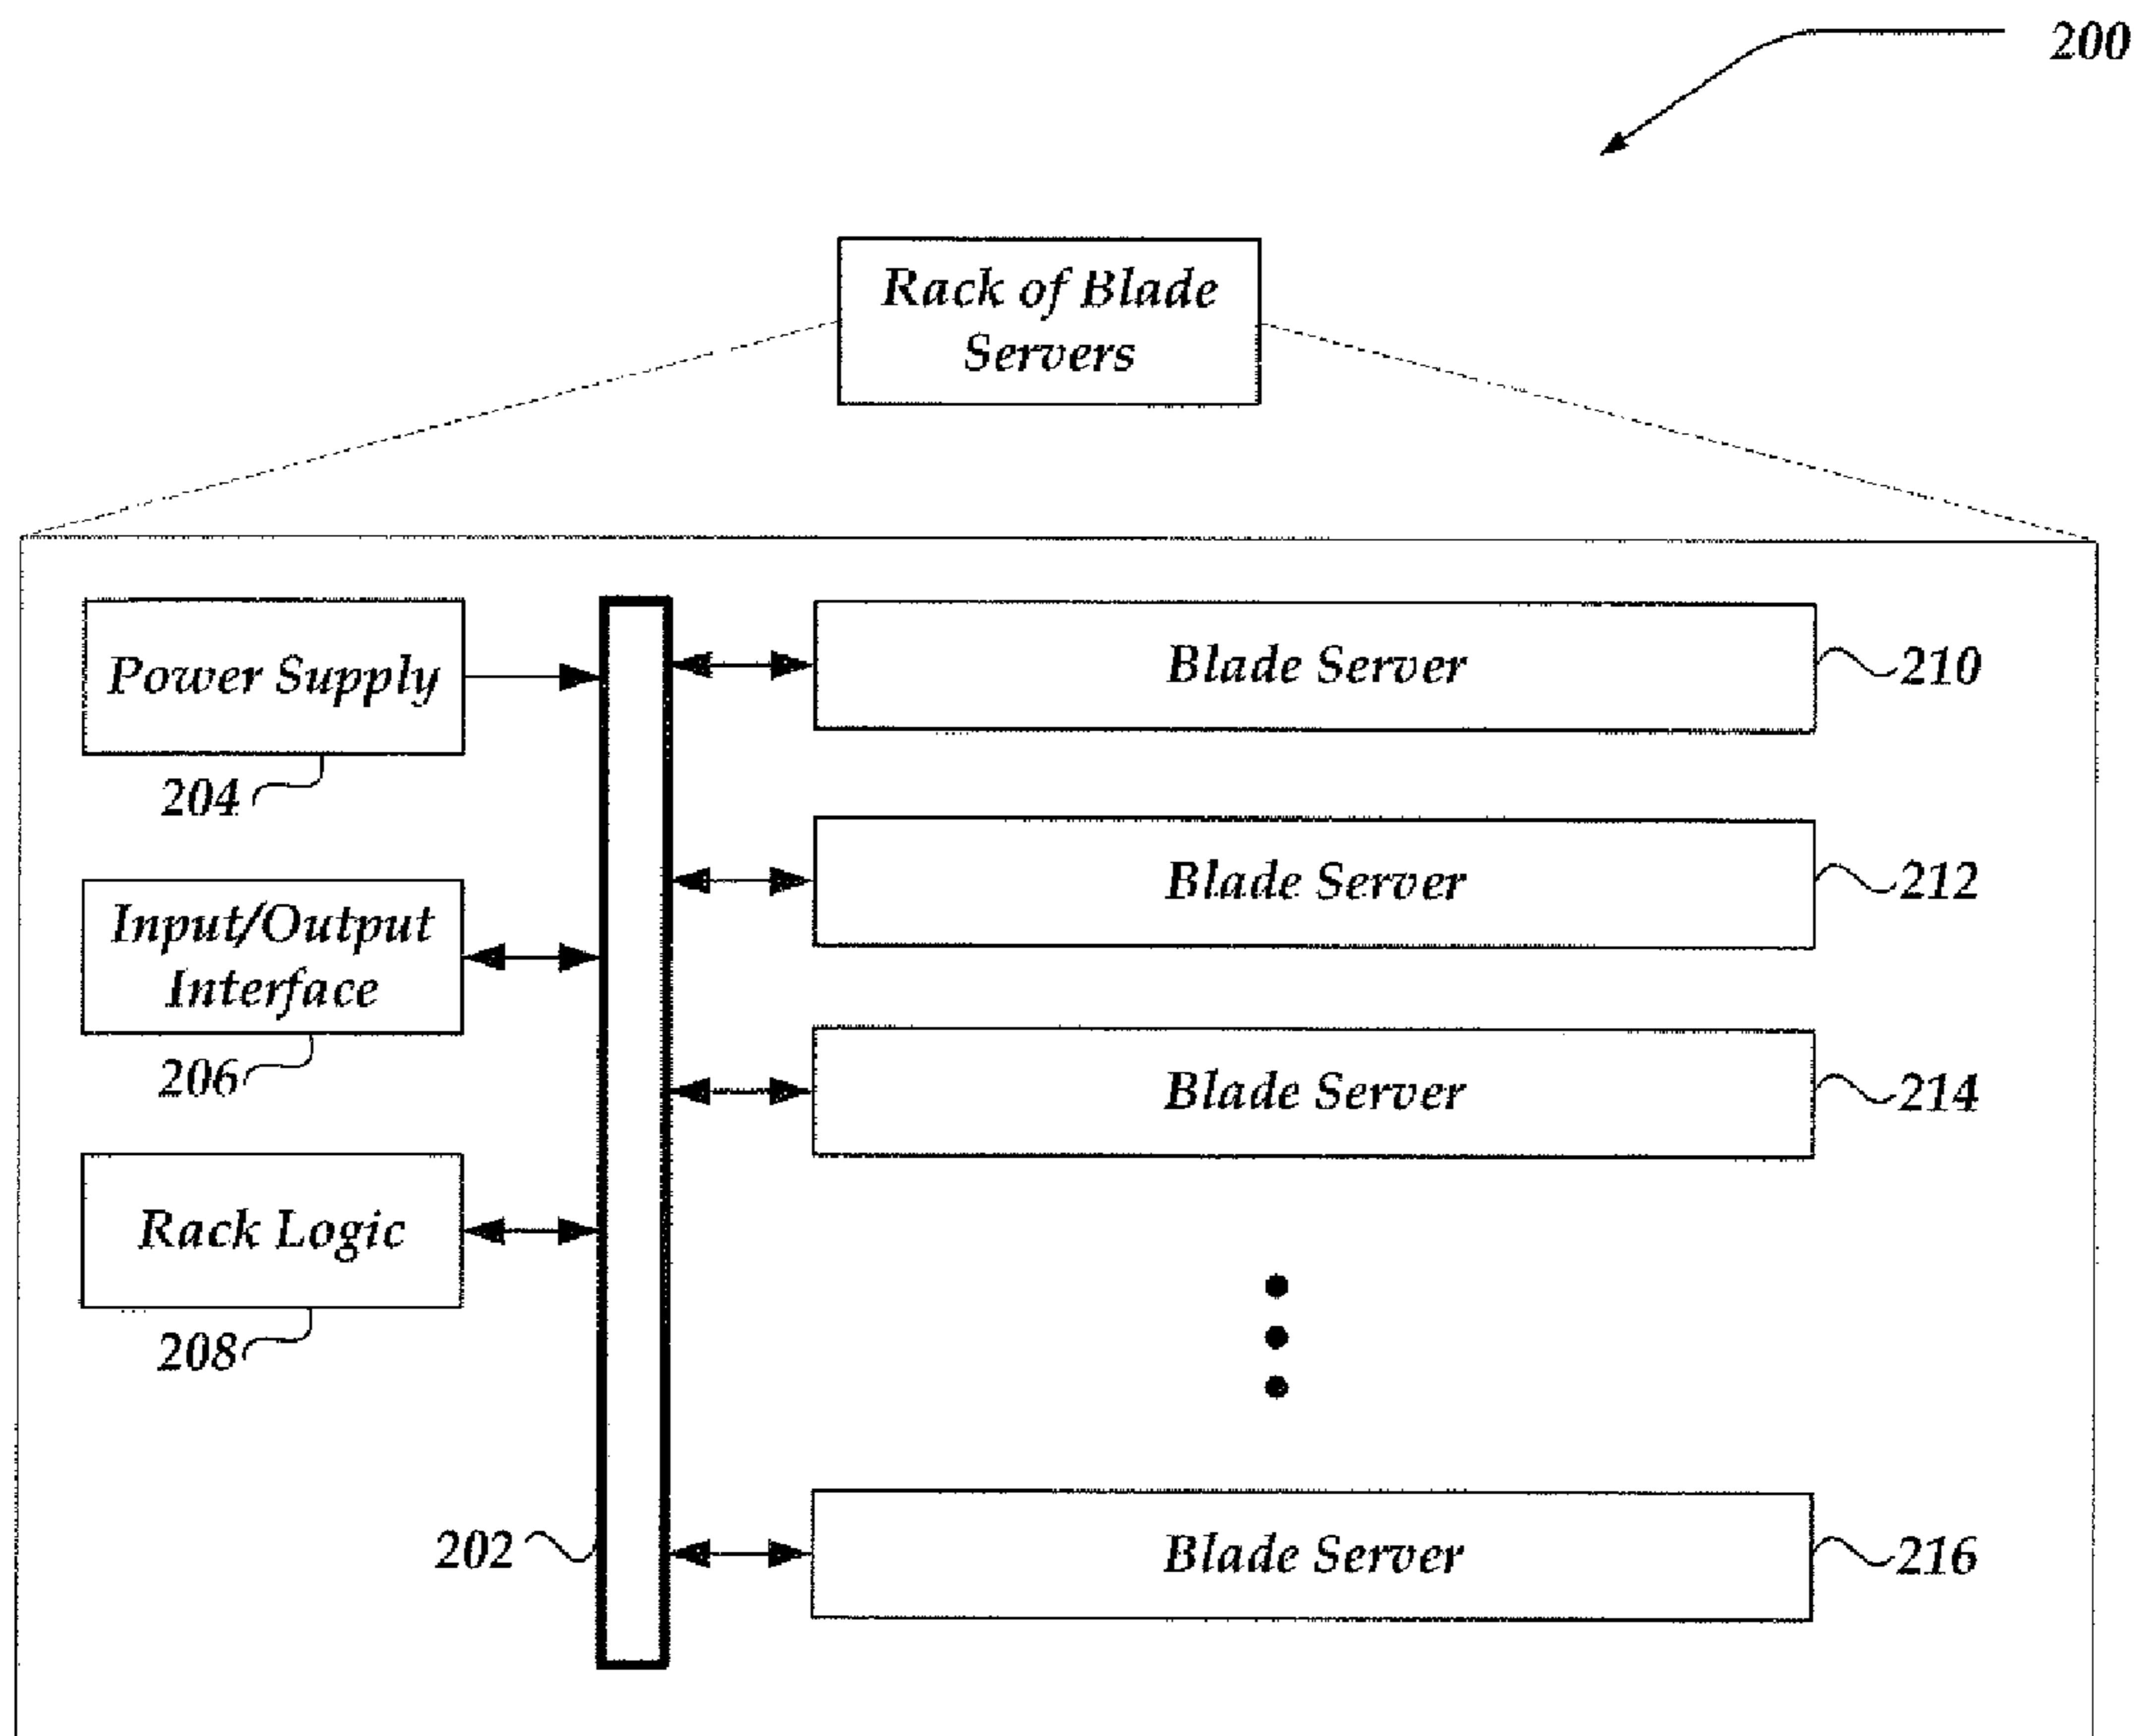 200
Rack of Blade
Servers
Power Supply
204
Input/Output
Interface
206
Rack Logic
208
202
Blade Server
210
Blade Server
212
Blade Server
214
Blade Server
216